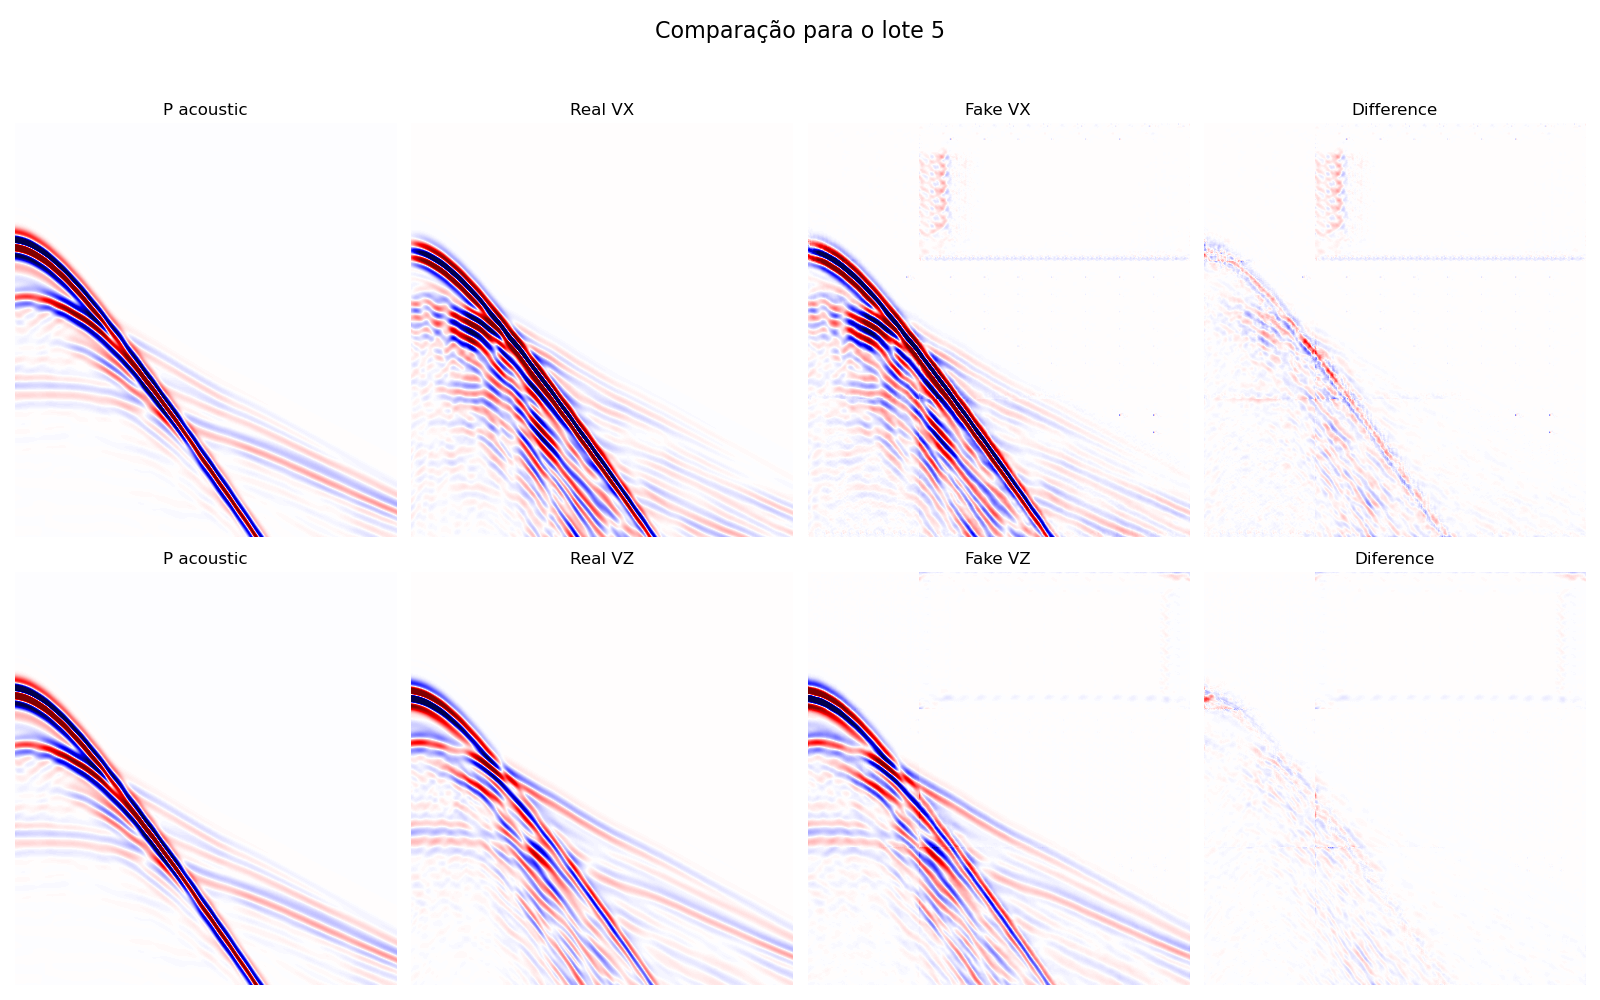 Comparação para o lote 5
P acoustic
Real VX
Fake VX
Difference
P acoustic
Real VZ
Fake VZ
Diference